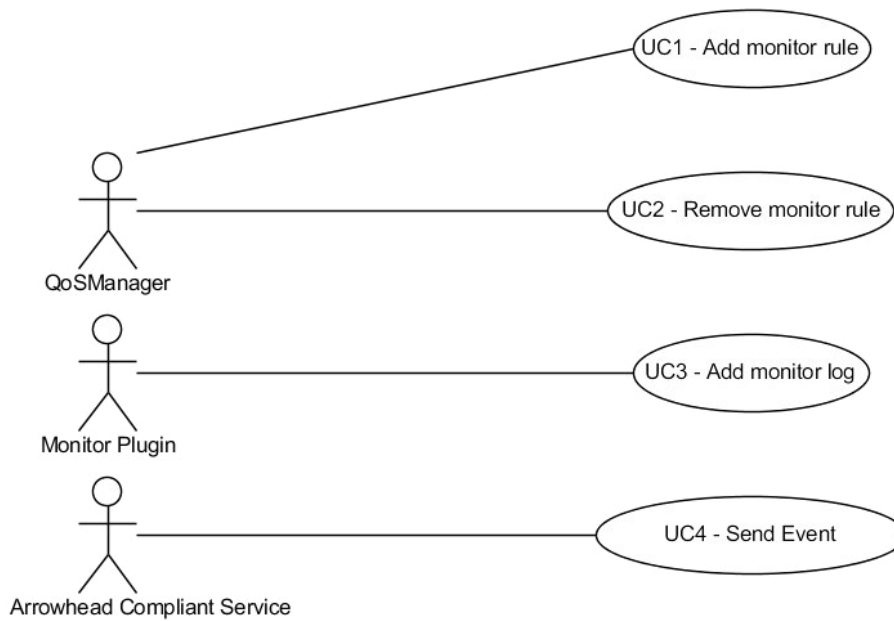 UC1 - Add monitor rule
UC2 - Remove monitor rule
QoSManager
UC3 - Add monitor log
Monitor Plugin
UC4 - Send Event
Arrowhead Compliant Service